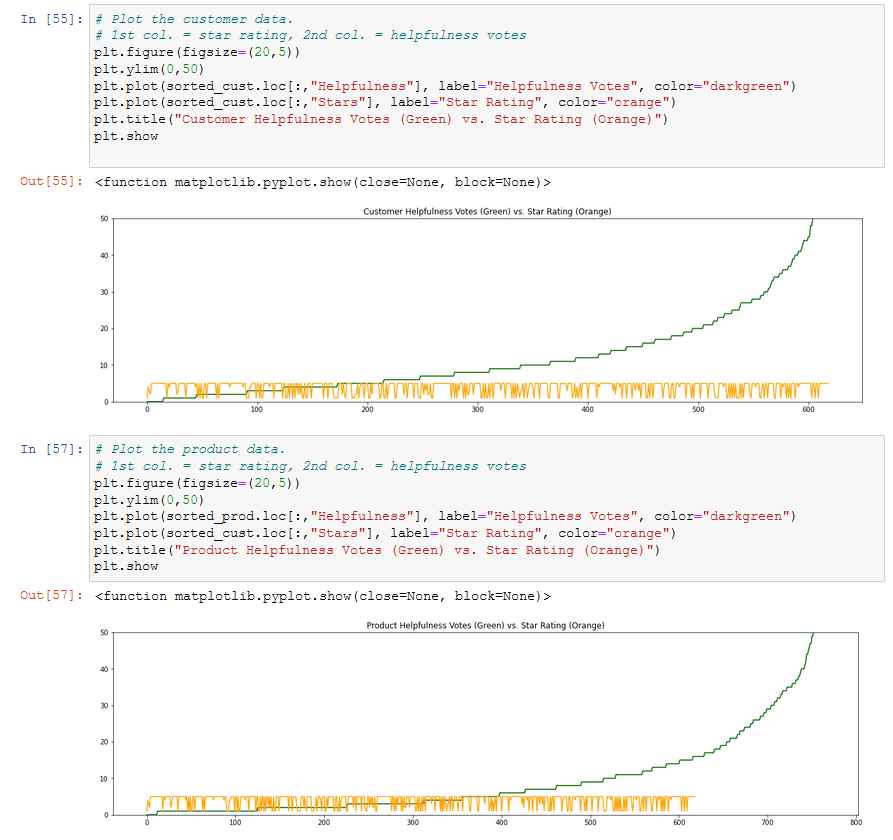 In [55]: # Plot the customer data.
# 1st col. = star rating, 2nd col. = helpfulness votes
plt.figure(figsize=(20,5))
plt.ylim(0,50)
plt.plot(sorted_cust.loc[:,"Helpfulness"], label="Helpfulness Votes", color="darkgreen")
plt.plot(sorted_cust.loc[:,"Stars"], label="Star Rating", color="orange")
plt.title("Customer Helpfulness Votes (Green) vs. Star Rating (Orange)")
plt.show
Out[55]: <function matplotlib.pyplot.show(close=None, block=None)>
Customer Helpfulness Votes (Green) vs. Star Rating (Orange)
50
40
30
20
10
0
0 100 200 300 400 500 600
In [57]: # Plot the product data.
# 1st col. = star rating, 2nd col. = helpfulness votes
plt.figure(figsize=(20,5))
plt.ylim(0,50)
plt.plot(sorted_prod.loc[:,"Helpfulness"], label="Helpfulness Votes", color="darkgreen")
plt.plot(sorted_cust.loc[:,"Stars"], label="Star Rating", color="orange")
plt.title("Product Helpfulness Votes (Green) vs. Star Rating (Orange)")
plt.show
Out[57]: <function matplotlib.pyplot.show(close=None, block=None)>
Product Helpfulness Votes (Green) vs. Star Rating (Orange)
50
40
30
20
10
0
0 100 200 300 400 500 600 700 800